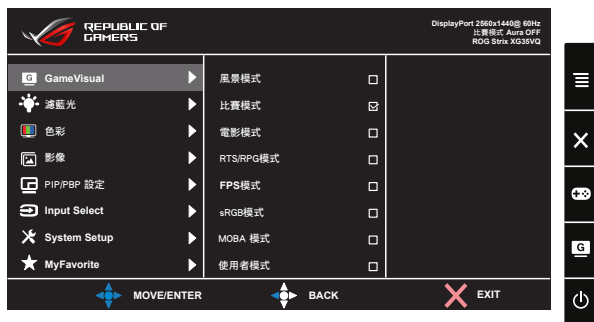 REPUBLIC OF
GAMERS
DisplayPort 2560x1440@ 60Hz
比賽模式 Aura OFF
ROG Strix XG35VQ
G GameVisual
濾藍光
色彩
影像
PIP/PBP 設定
Input Select
System Setup
MyFavorite
風景模式
比賽模式
電影模式
RTS/RPG模式
FPS模式
sRGB模式
MOBA 模式
使用者模式
MOVE/ENTER
BACK
EXIT
G